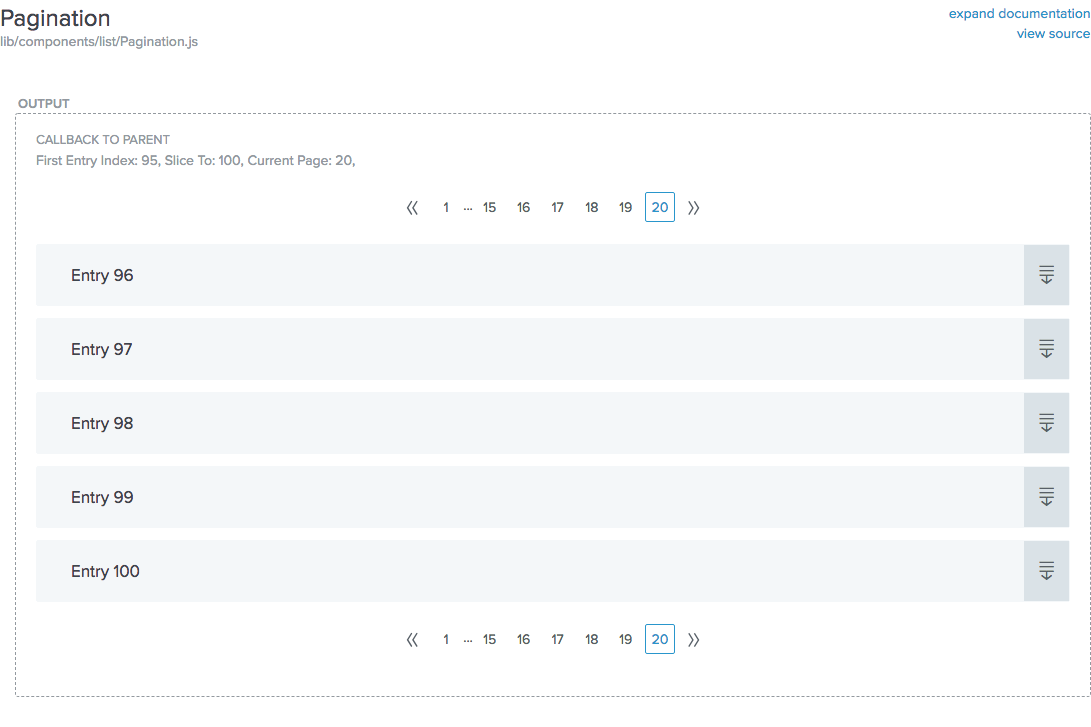 Pagination
expand documentation
lib/components/list/Pagination.js
view source
OUTPUT
CALLBACK TO PARENT
First Entry Index: 95, Slice To: 100, Current Page: 20,
« 1 ... 15 16 17 18 19 20 »
Entry 96
Entry 97
Entry 98
Entry 99
Entry 100
« 1 ... 15 16 17 18 19 20 »